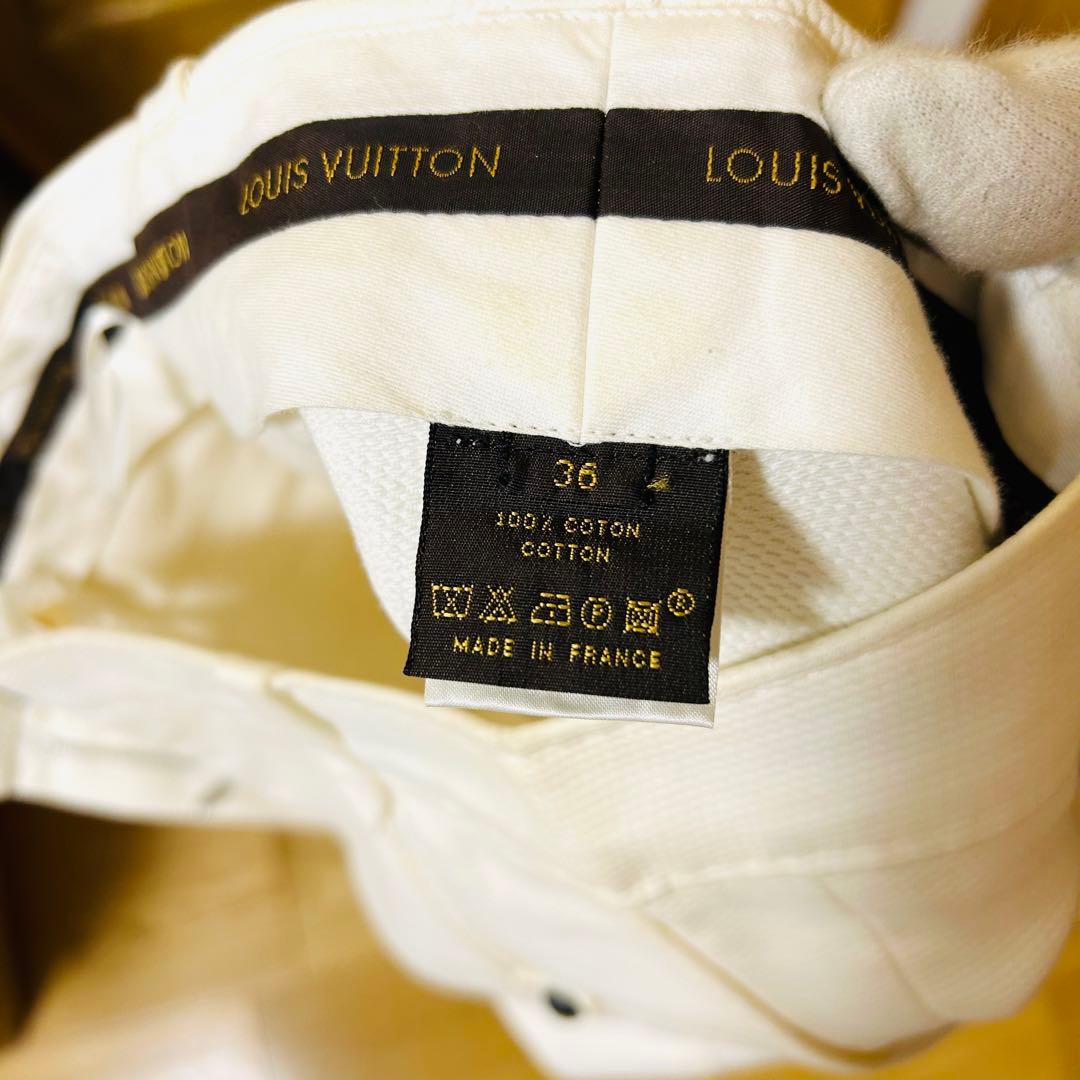 LOUIS VUITTON
LOUIS
36
100% COTON
COTTON
P
®
MADE IN FRANCE